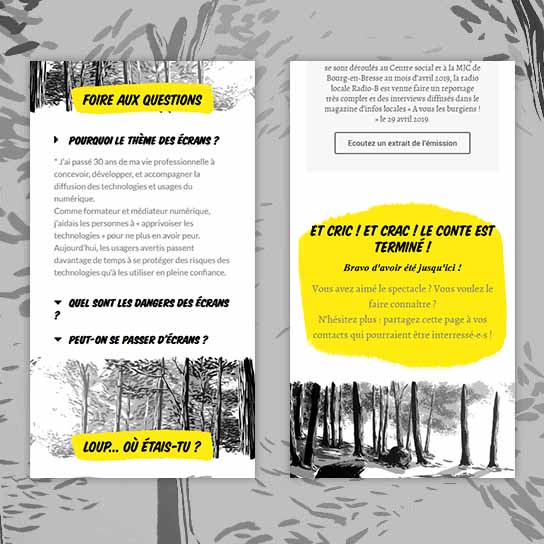 FOIRE AUX QUESTIONS
POURQUOI LE THÈME DES ÉCRANS ?
" J'ai passé 30 ans de ma vie professionnelle à
concevoir, développer, et accompagner la
diffusion des technologies et usages du
numérique.
Comme formateur et médiateur numérique,
j'aidais les personnes à « apprivoiser les
technologies » pour ne plus en avoir peur.
Aujourd'hui, les usagers avertis passent
davantage de temps à se protéger des risques des
technologies qu'à les utiliser en pleine confiance.
QUEL SONT LES DANGERS DES ÉCRANS
?
PEUT-ON SE PASSER D'ÉCRANS ?
LOUP... OÙ ÉTAIS-TU ?
se sont déroulés au Centre social et à la MJC de
Bourg-en-Bresse au mois d'avril 2019, la radio
locale Radio-B est venue faire un reportage
très complet et des interviews diffusés dans le
magazine d'infos locales « A vous les burgiens !
» le 29 avril 2019
Ecoutez un extrait de l'émission
ET CRIC ! ET CRAC ! LE CONTE EST
TERMINÉ !
Bravo d'avoir été jusqu'ici !
Vous avez aimé le spectacle ? Vous voulez le
faire connaître ?
N'hésitez plus : partagez cette page à vos
contacts qui pourraient être interressé·e·s !